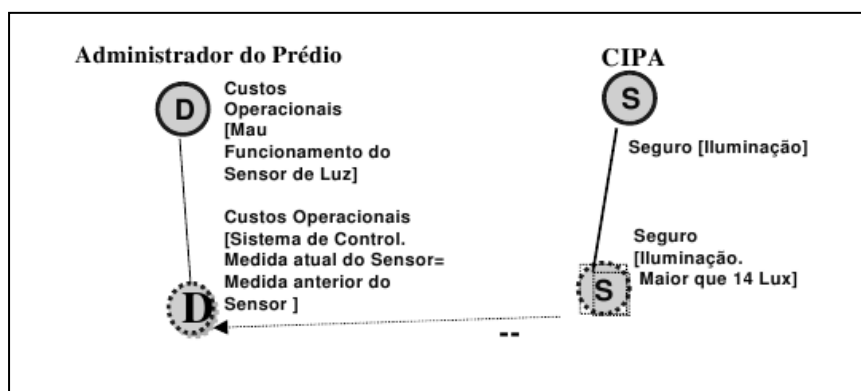 Administrador do Prédio
D
Custos
Operacionais
[Mau
Funcionamento do
Sensor de Luz]
Custos Operacionais
[Sistema de Control.
Medida atual do Sensor=
Medida anterior do
Sensor ]
D
CIPA
S
Seguro [Iluminação]
Seguro
[Iluminação.
Maior que 14 Lux]
S
--